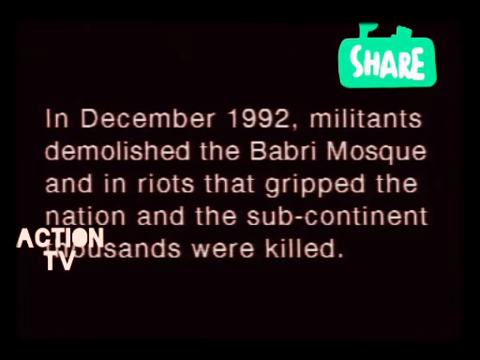 SHARE
In December 1992, militants
demolished the Babri Mosque
and in riots that gripped the
nation and the sub-continent
thousands were killed.
ACTION
TV